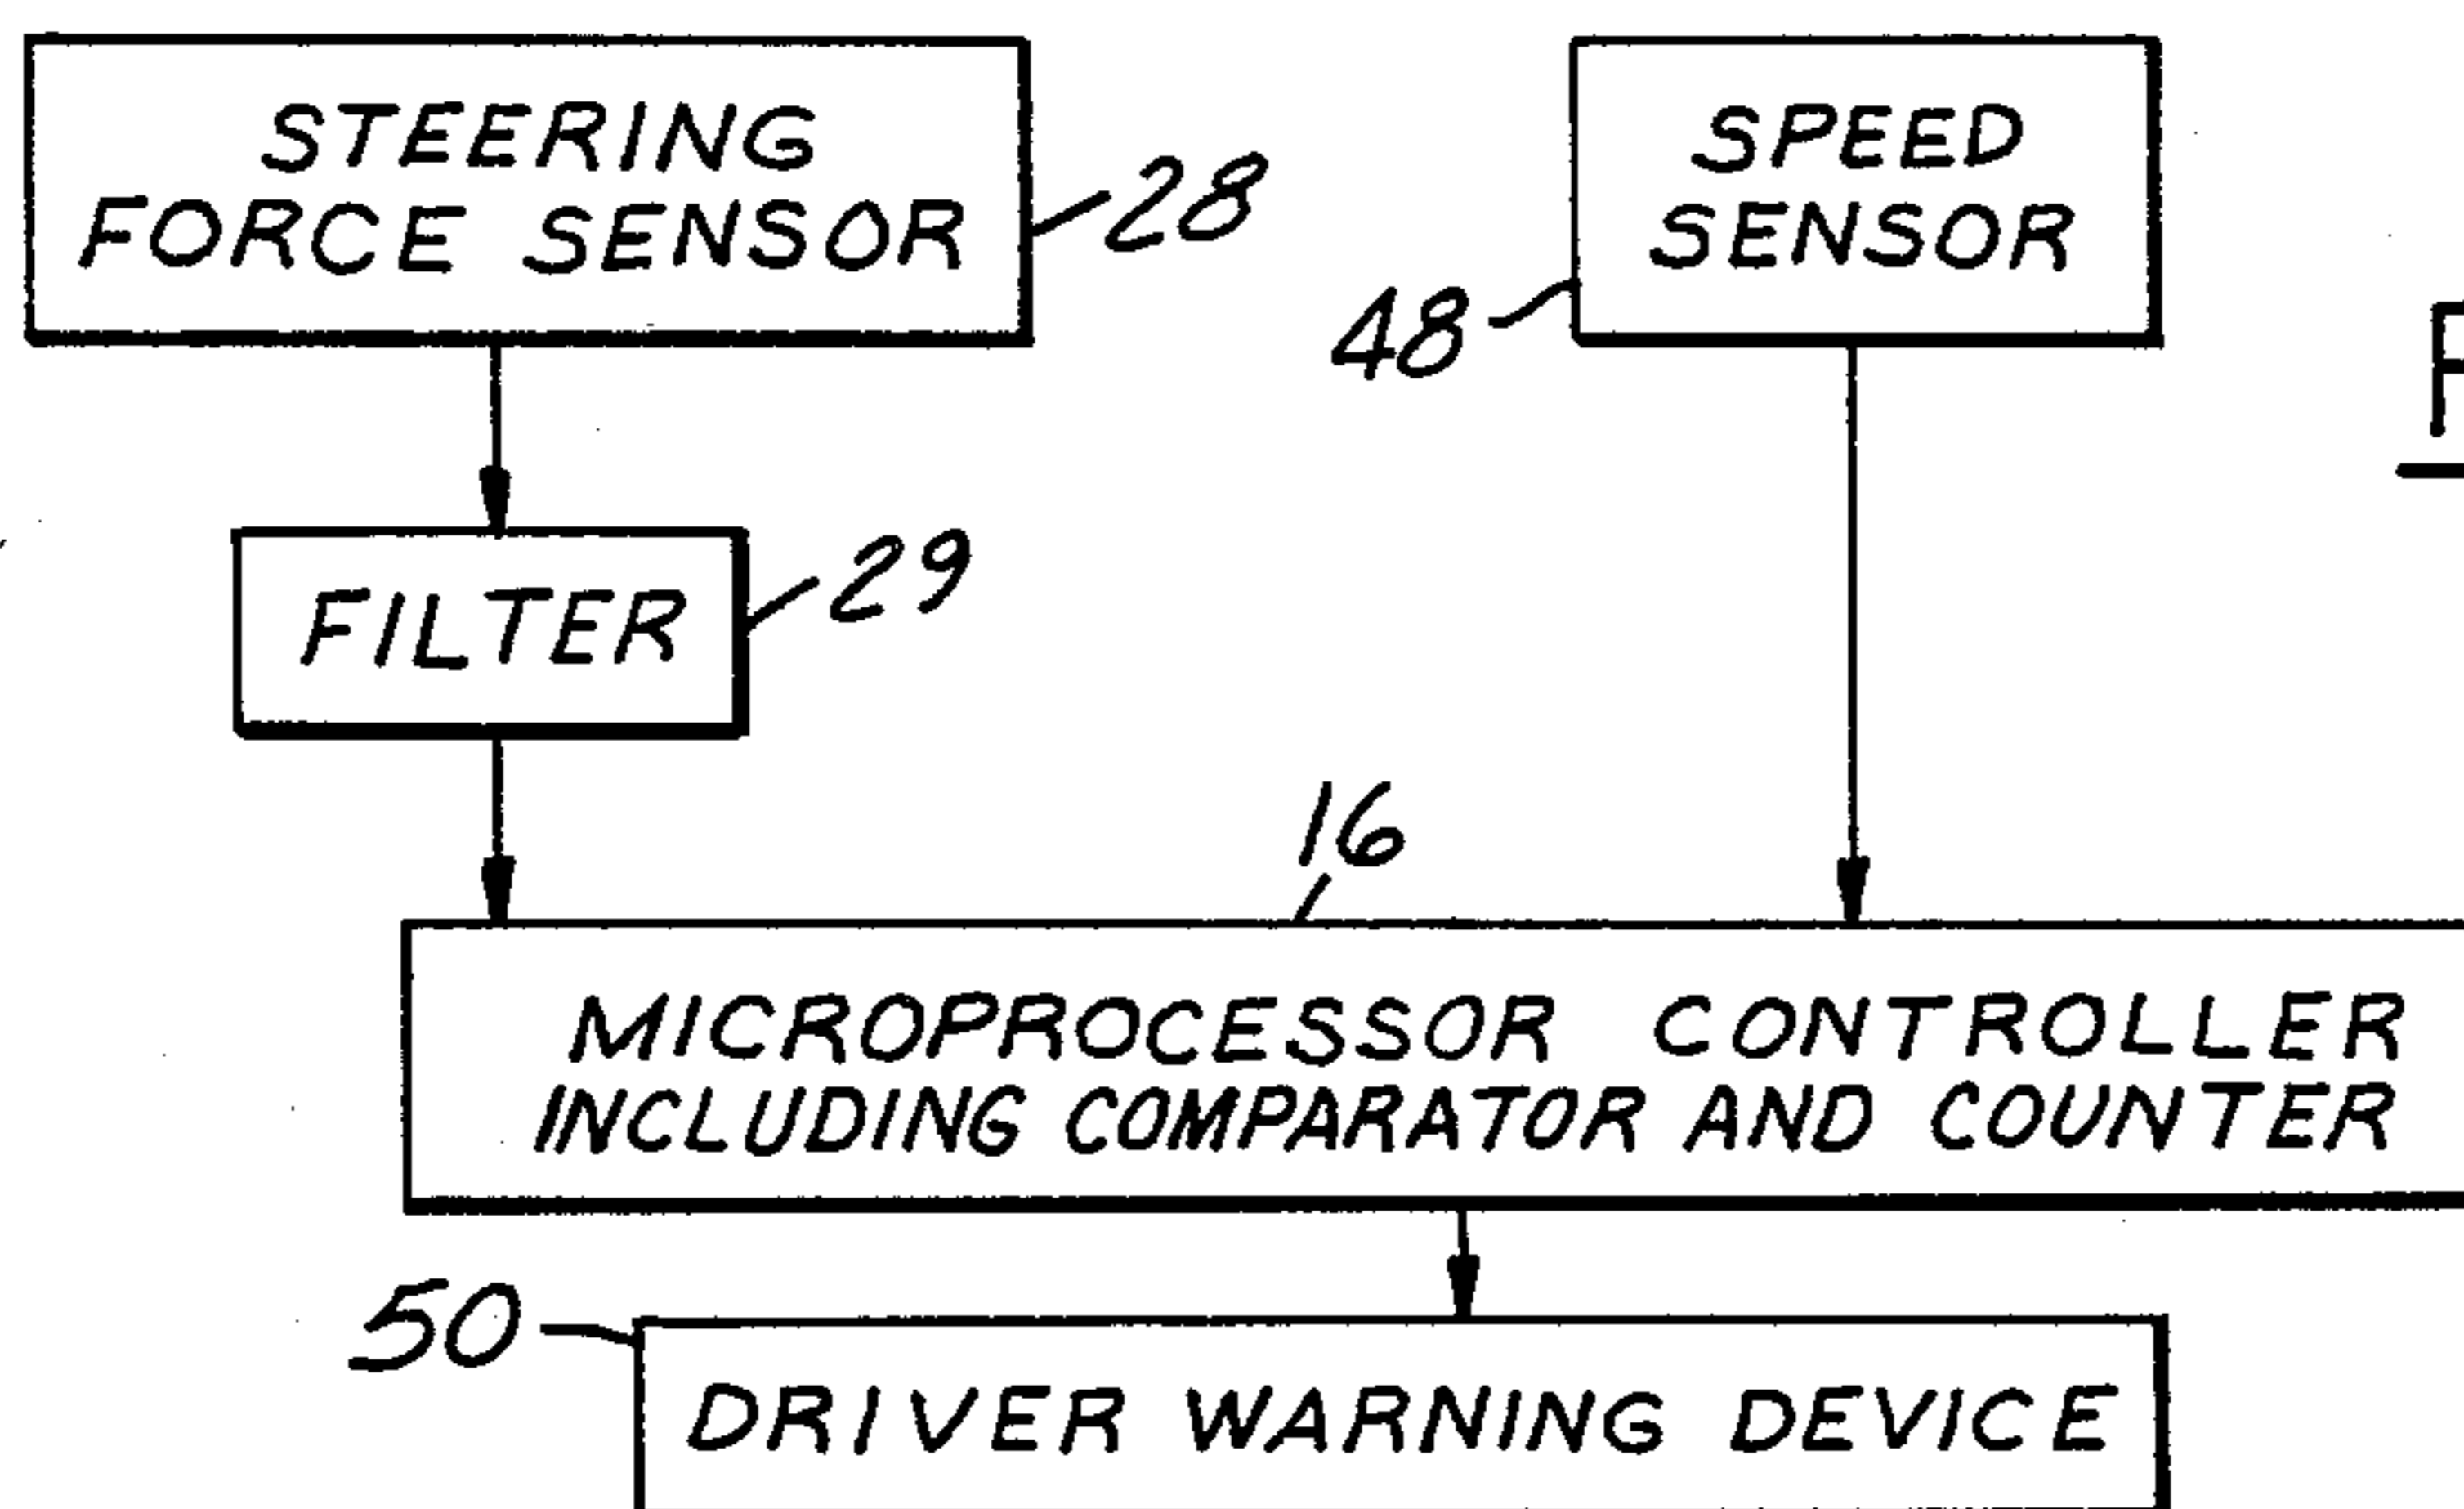 STEERING
FORCE SENSOR
28
SPEED
SENSOR
48
FILTER
29
16
MICROPROCESSOR CONTROLLER
INCLUDING COMPARATOR AND COUNTER
50
DRIVER WARNING DEVICE